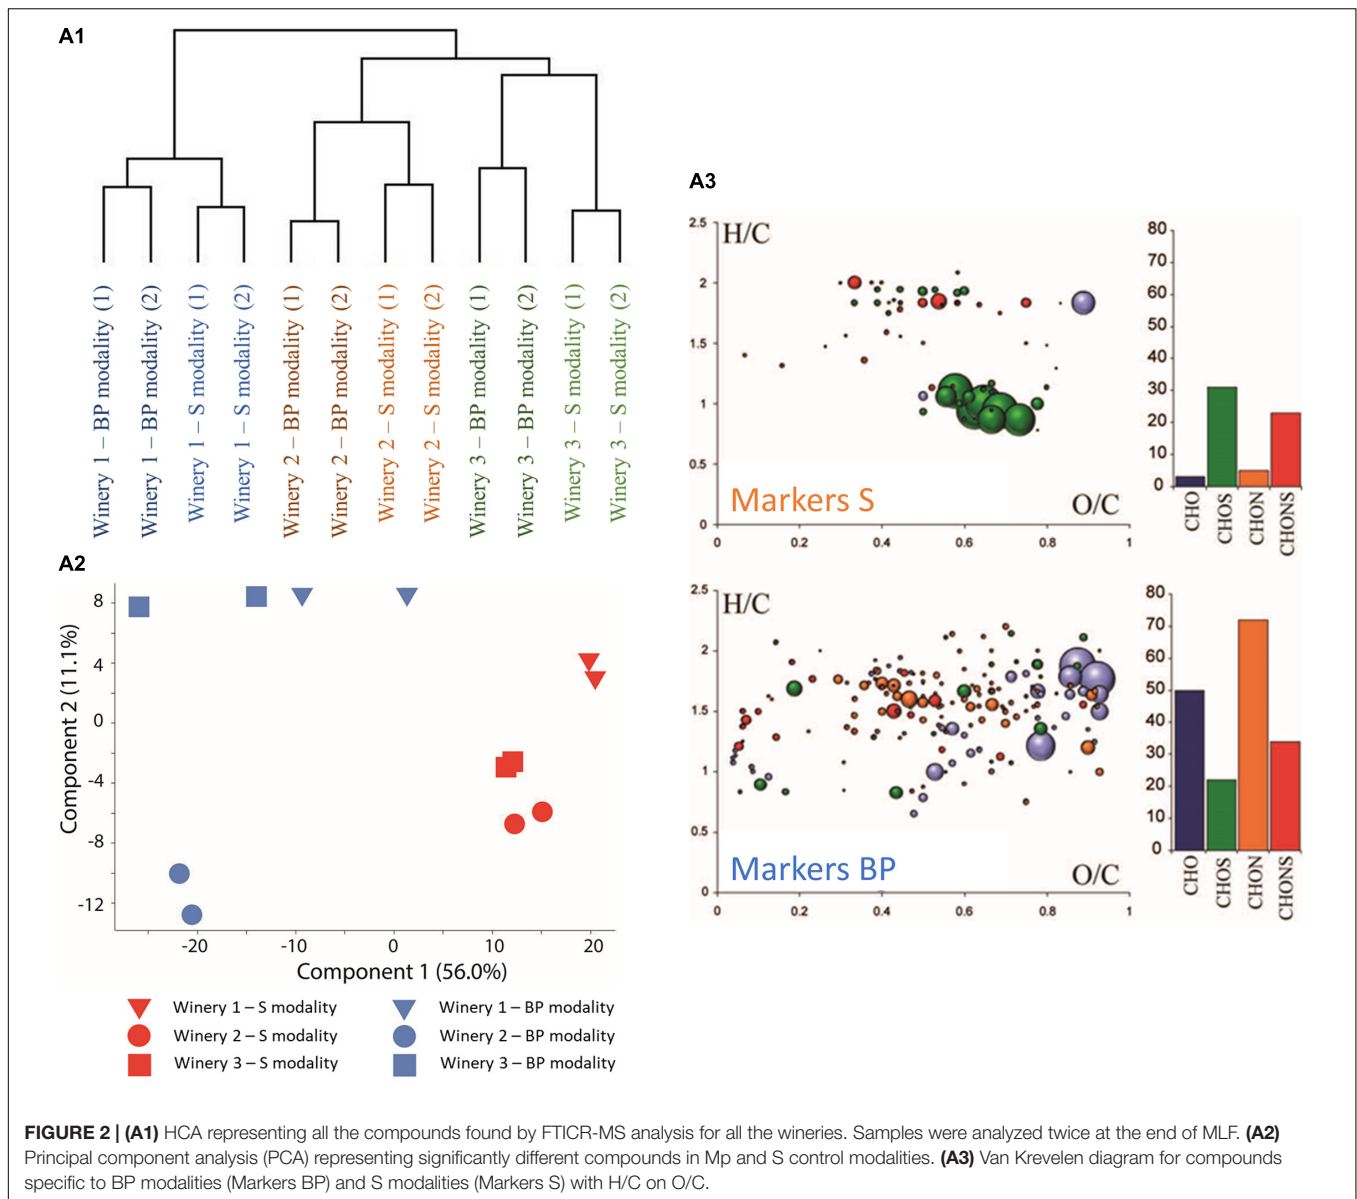 A1
Winery 1 – BP modality (1)
Winery 1 – BP modality (2)
Winery 1 – S modality (1)
Winery 1 – S modality (2)
Winery 2 – BP modality (1)
Winery 2 – BP modality (2)
Winery 2 – S modality (1)
Winery 2 – S modality (2)
Winery 3 – BP modality (1)
Winery 3 – BP modality (2)
Winery 3 – S modality (1)
Winery 3 – S modality (2)
A2
Component 2 (11.1%)
8
4
0
-4
-8
-12
-20
-10
0
10
20
Component 1 (56.0%)
Winery 1 – S modality
Winery 1 – BP modality
Winery 2 – S modality
Winery 2 – BP modality
Winery 3 – S modality
Winery 3 – BP modality
A3
2.5
2
1.5
1
0.5
0
H/C
Markers S
O/C
0
0.2
0.4
0.6
0.8
1
80
70
60
50
40
30
20
10
0
CHO
CHOS
CHON
CHONS
2.5
2
1.5
1
0.5
0
H/C
Markers BP
O/C
0
0.2
0.4
0.6
0.8
1
80
70
60
50
40
30
20
10
0
CHO
CHOS
CHON
CHONS
FIGURE 2 | (A1) HCA representing all the compounds found by FTICR-MS analysis for all the wineries. Samples were analyzed twice at the end of MLF. (A2)
Principal component analysis (PCA) representing significantly different compounds in Mp and S control modalities. (A3) Van Krevelen diagram for compounds
specific to BP modalities (Markers BP) and S modalities (Markers S) with H/C on O/C.